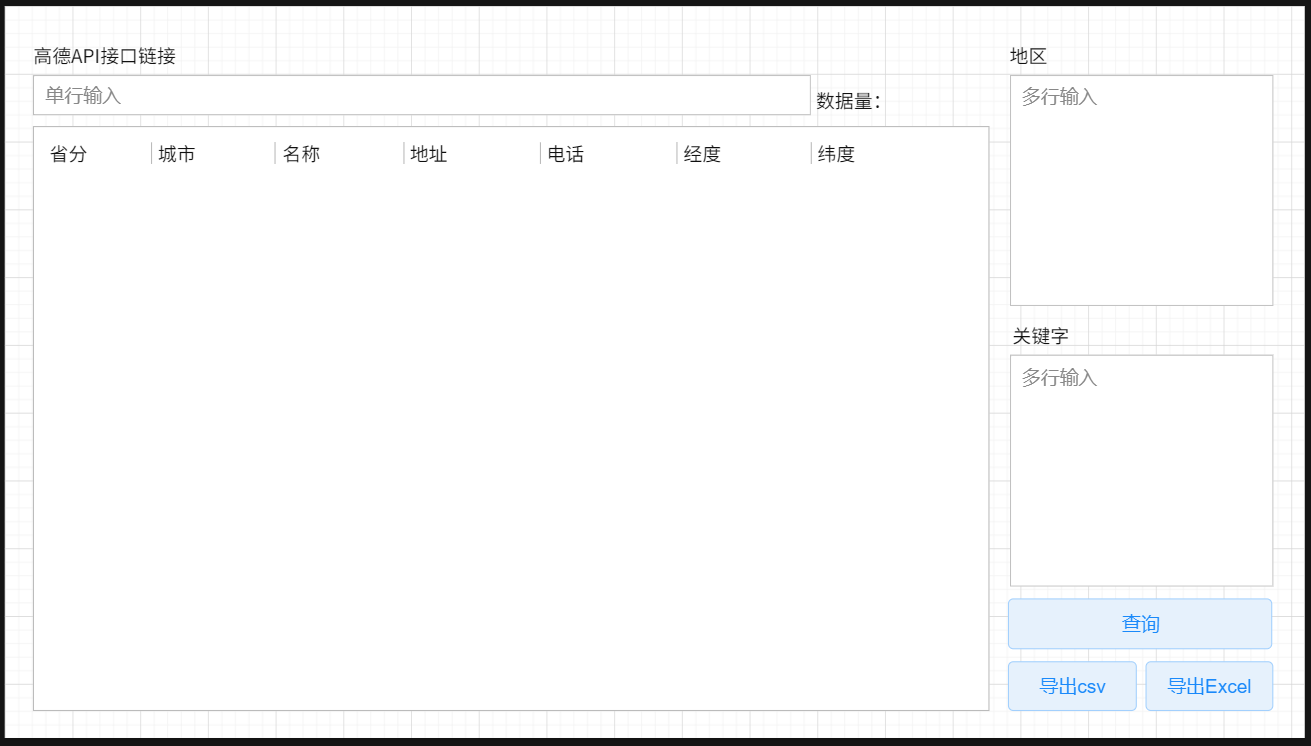 高德API接口链接
单行输入
数据量：
省分 城市 名称 地址 电话 经度 纬度
地区
多行输入
关键字
多行输入
查询
导出csv 导出Excel